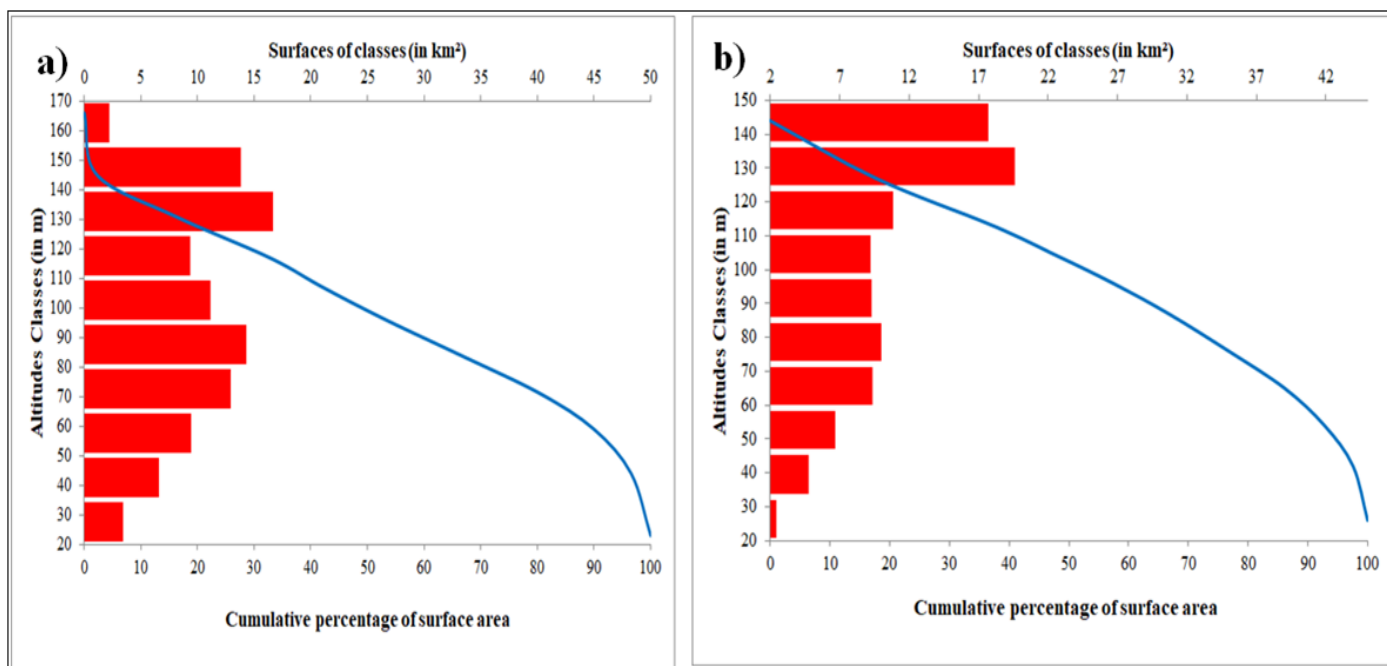 a)
Surfaces of classes (in km²)
0 5 10 15 20 25 30 35 40 45 50
Altitudes Classes (in m)
170
160
150
140
130
120
110
100
90
80
70
60
50
40
30
20
0 10 20 30 40 50 60 70 80 90 100
Cumulative percentage of surface area
b)
Surfaces of classes (in km²)
2 7 12 17 22 27 32 37 42
Altitudes Classes (in m)
150
140
130
120
110
100
90
80
70
60
50
40
30
20
0 10 20 30 40 50 60 70 80 90 100
Cumulative percentage of surface area